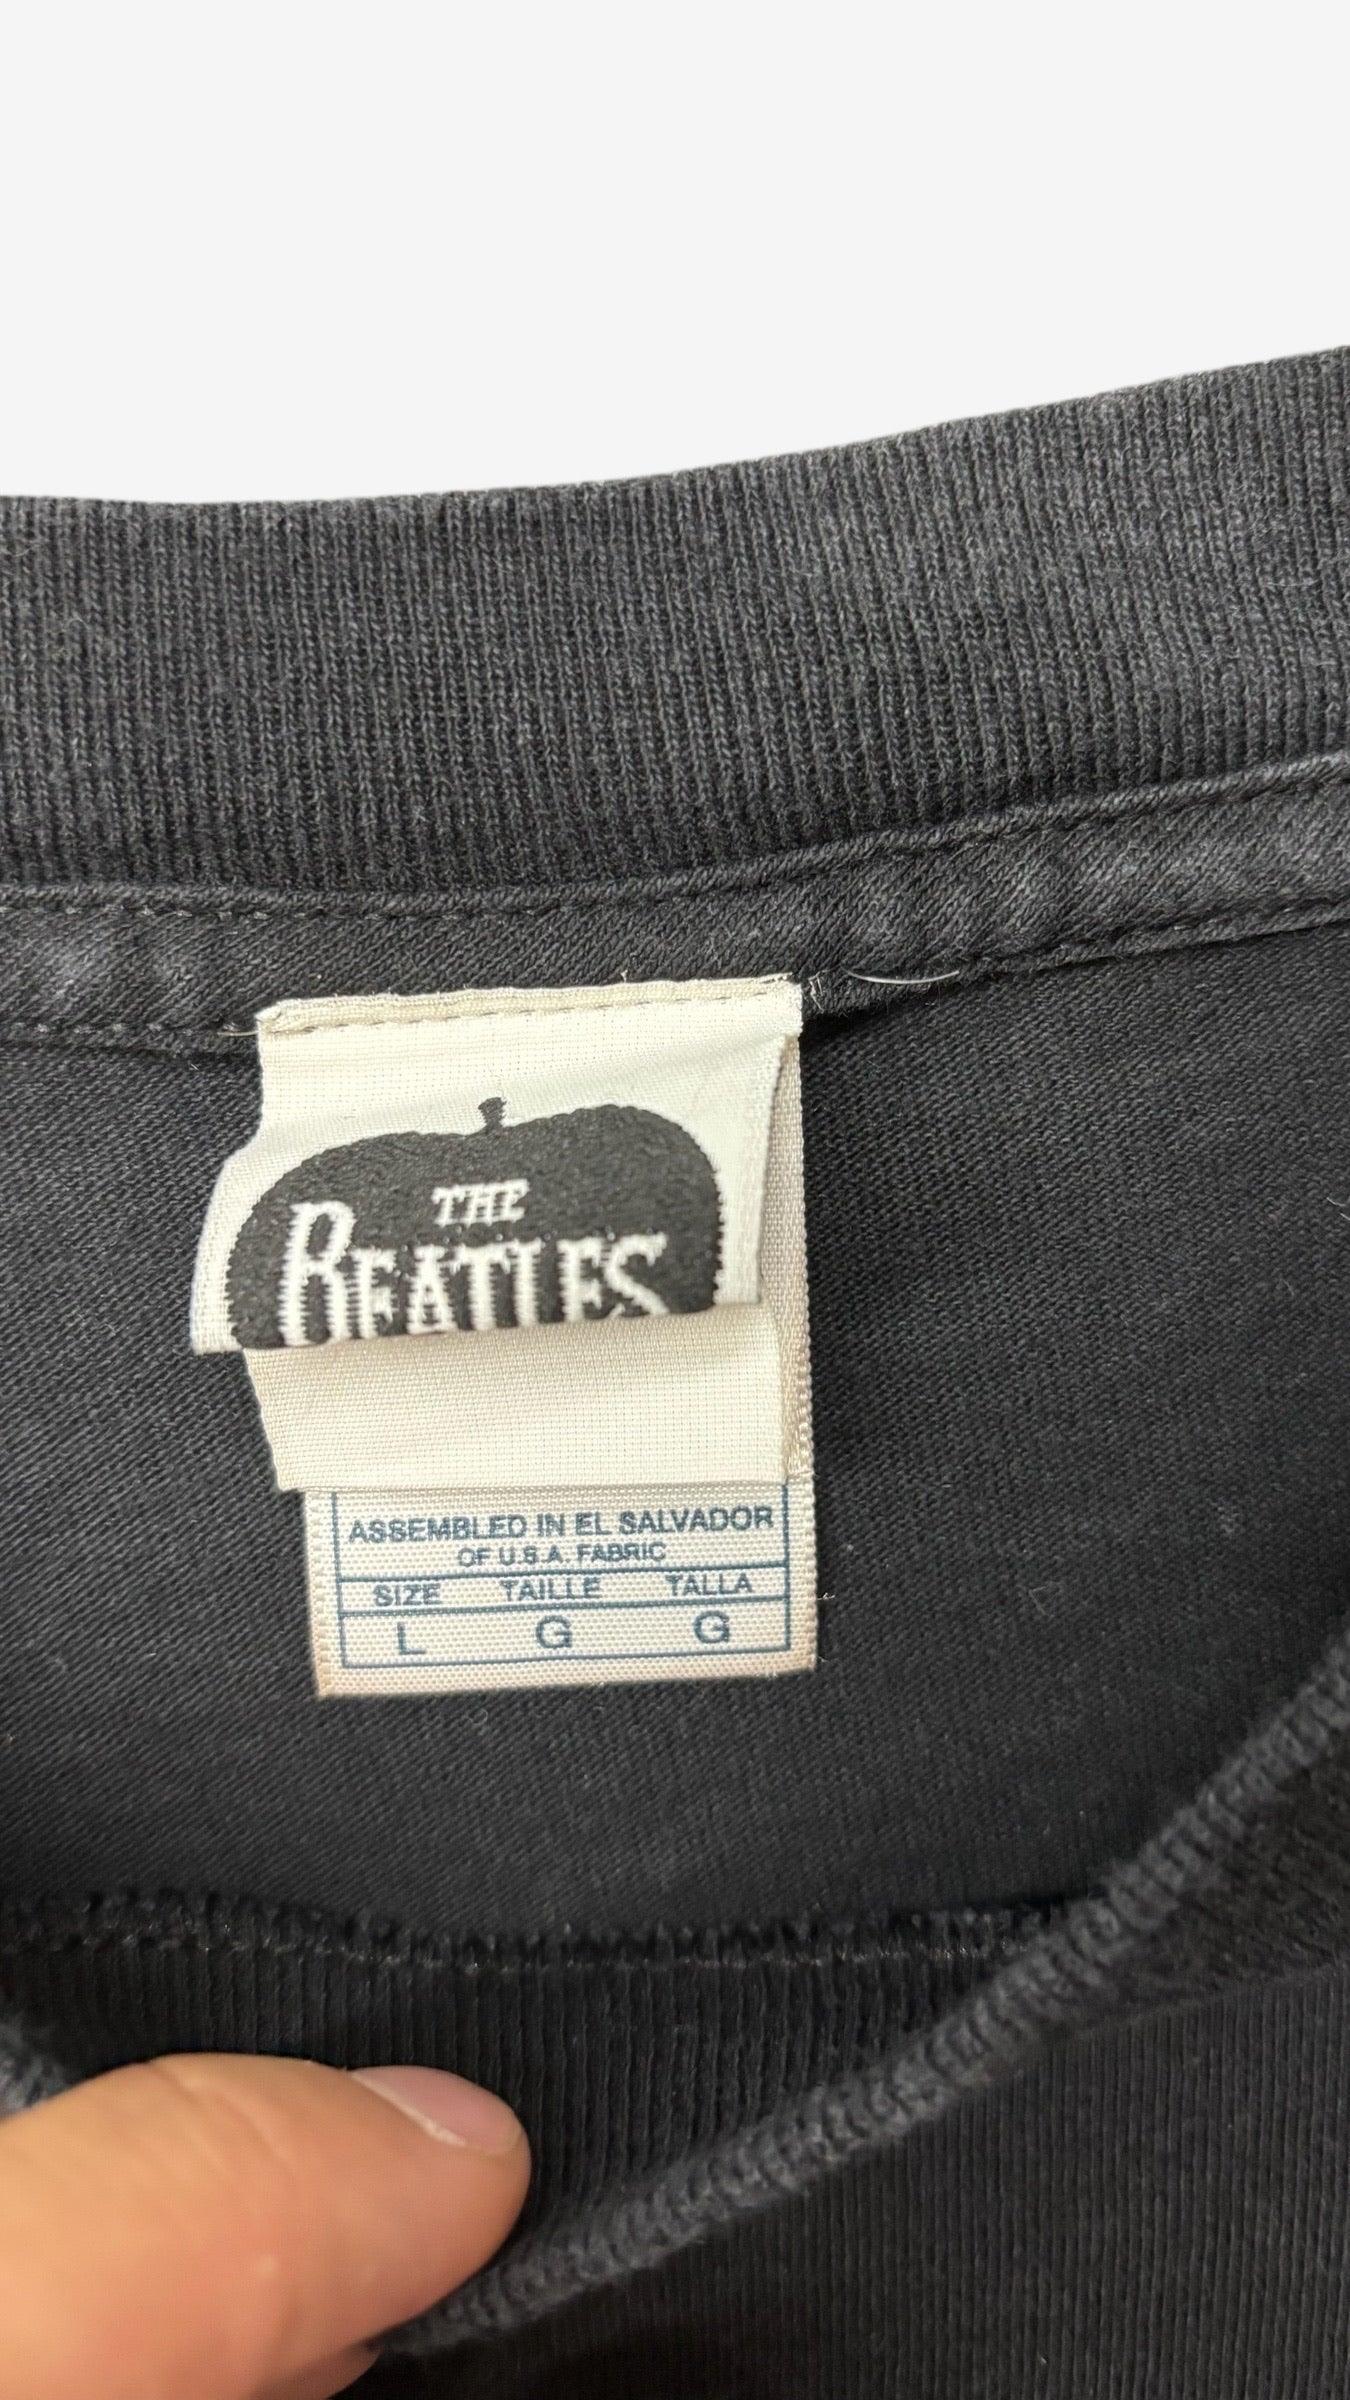 THE
BEATLES
ASSEMBLED IN EL SALVADOR
OF U.S.A. FABRIC
SIZE TAILLE TALLA
L G G